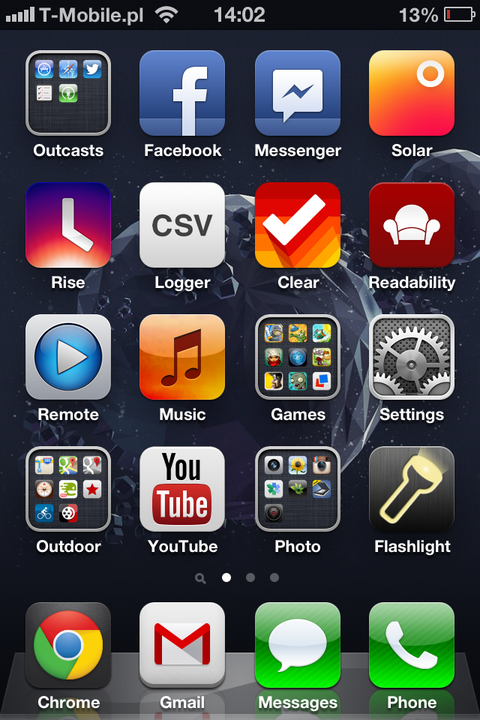 T-Mobile.pl 14:02 13%
Outcasts Facebook Messenger Solar
CSV
Rise Logger Clear Readability
Remote Music Games Settings
You
Tube
Outdoor YouTube Photo Flashlight
Chrome Gmail Messages Phone